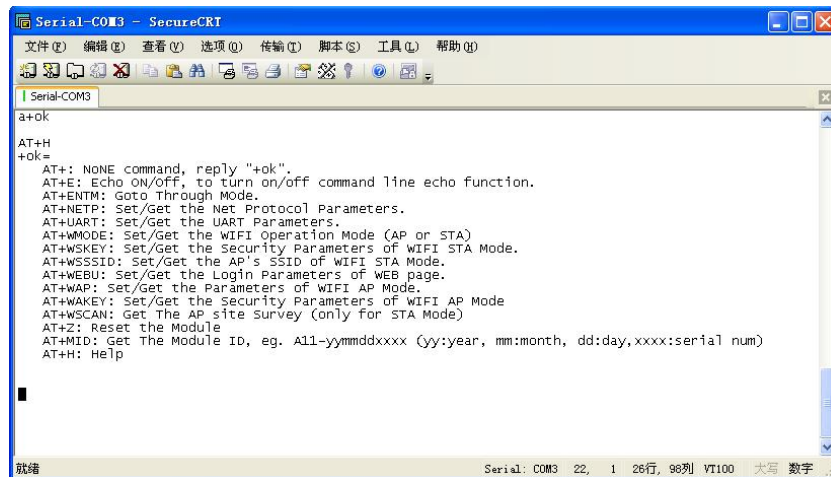 Serial-COM3 - SecureCRT
文件(F) 编辑(E) 查看(V) 选项(O) 传输(T) 脚本(S) 工具(L) 帮助(H)
Serial-COM3
a+ok
AT+H
+ok=
AT+: NONE command, reply "+ok".
AT+E: Echo ON/Off, to turn on/off command line echo function.
AT+ENTM: Goto Through MOde.
AT+NETP: Set/Get the Net Protocol Parameters.
AT+UART: Set/Get the UART Parameters.
AT+WMODE: Set/Get the WIFI Operation Mode (AP or STA)
AT+WSKEY: Set/Get the Security Parameters of WIFI STA Mode.
AT+WSSSID: Set/Get the AP's SSID of WIFI STA Mode.
AT+WEBU: Set/Get the Login Parameters of WEB page.
AT+WAP: Set/Get the Parameters of WIFI AP Mode.
AT+WAKEY: Set/Get the Security Parameters of WIFI AP Mode
AT+WSCAN: Get The AP site Survey (only for STA Mode)
AT+Z: Reset the Module
AT+MID: Get The Module ID, eg. A11-yymmddxxxx (yy:year, mm:month, dd:day,xxxx:serial num)
AT+H: Help
就绪 Serial: COM3 22, 1 26行, 98列 VT100 大写 数字